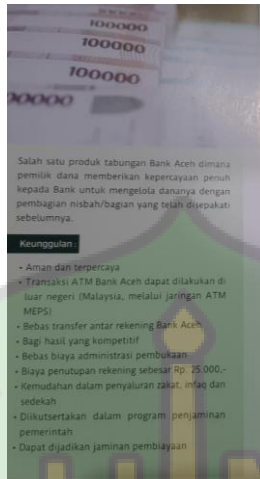 100000
100000
100000
00000
Salah satu produk tabungan Bank Aceh dimana
pemilik dana memberikan kepercayaan penuh
kepada Bank untuk mengelola dananya dengan
pembagian nisbah/bagian yang telah disepakati
sebelumnya.
Keunggulan :
• Aman dan terpercaya
• Transaksi ATM Bank Aceh dapat dilakukan di
luar negeri (Malaysia, melalui jaringan ATM
MEPS)
• Bebas transfer antar rekening Bank Aceh
• Bagi hasil yang kompetitif
• Bebas biaya administrasi pembukaan
• Biaya penutupan rekening sebesar Rp. 25.000,-
• Kemudahan dalam penyaluran zakat, infaq dan
sedekah
• Diikutsertakan dalam program penjaminan
pemerintah
• Dapat dijadikan jaminan pembiayaan